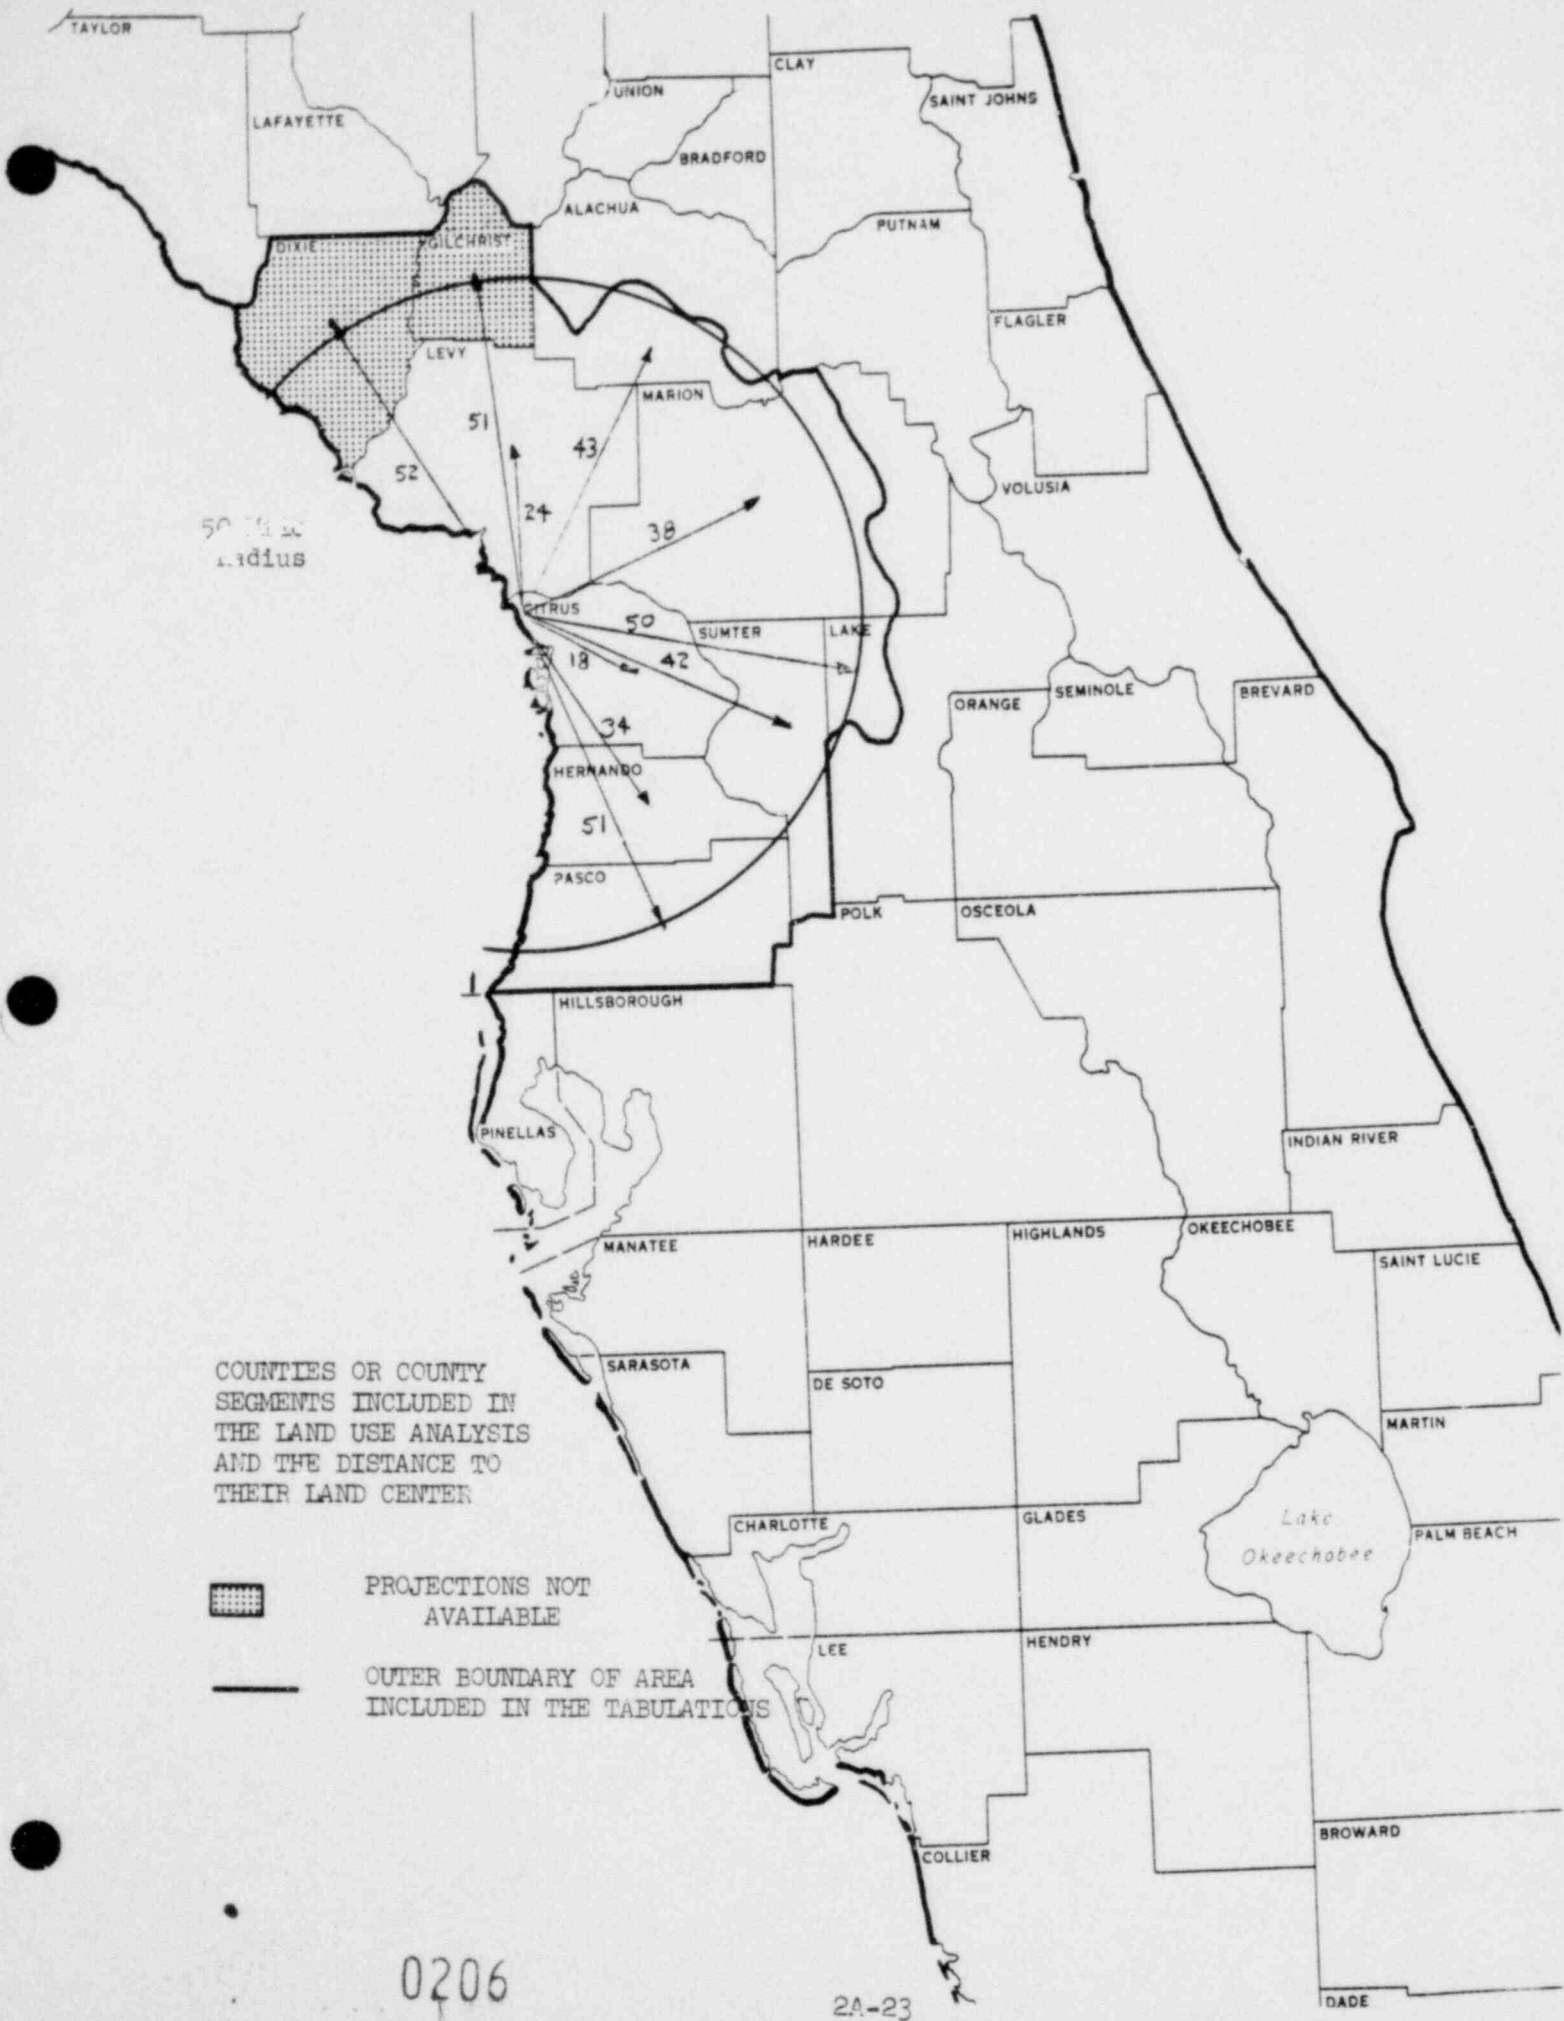 TAYLOR
CLAY
UNION
SAINT JOHNS
LAFAYETTE
BRADFORD
ALACHUA
PUTNAM
DIXIE
GILCHRIST
FLAGLER
LEVY
MARION
51
43
52
VOLUSIA
24
38
50
radius
CITRUS
50
SUMTER
LAKE
18
42
SEMINOLE
BREVARD
ORANGE
34
HERNANDO
51
PASCO
POLK
OSCEOLA
HILLSBOROUGH
PINELLAS
INDIAN RIVER
MANATEE
HARDEE
HIGHLANDS
OKEECHOBEE
SAINT LUCIE
SARASOTA
DE SOTO
MARTIN
COUNTIES OR COUNTY
SEGMENTS INCLUDED IN
THE LAND USE ANALYSIS
AND THE DISTANCE TO
THEIR LAND CENTER
CHARLOTTE
GLADES
Lake
Okeechobee
PALM BEACH
PROJECTIONS NOT
AVAILABLE
LEE
HENDRY
OUTER BOUNDARY OF AREA
INCLUDED IN THE TABULATIONS
BROWARD
COLLIER
0206
2A-23
DADE